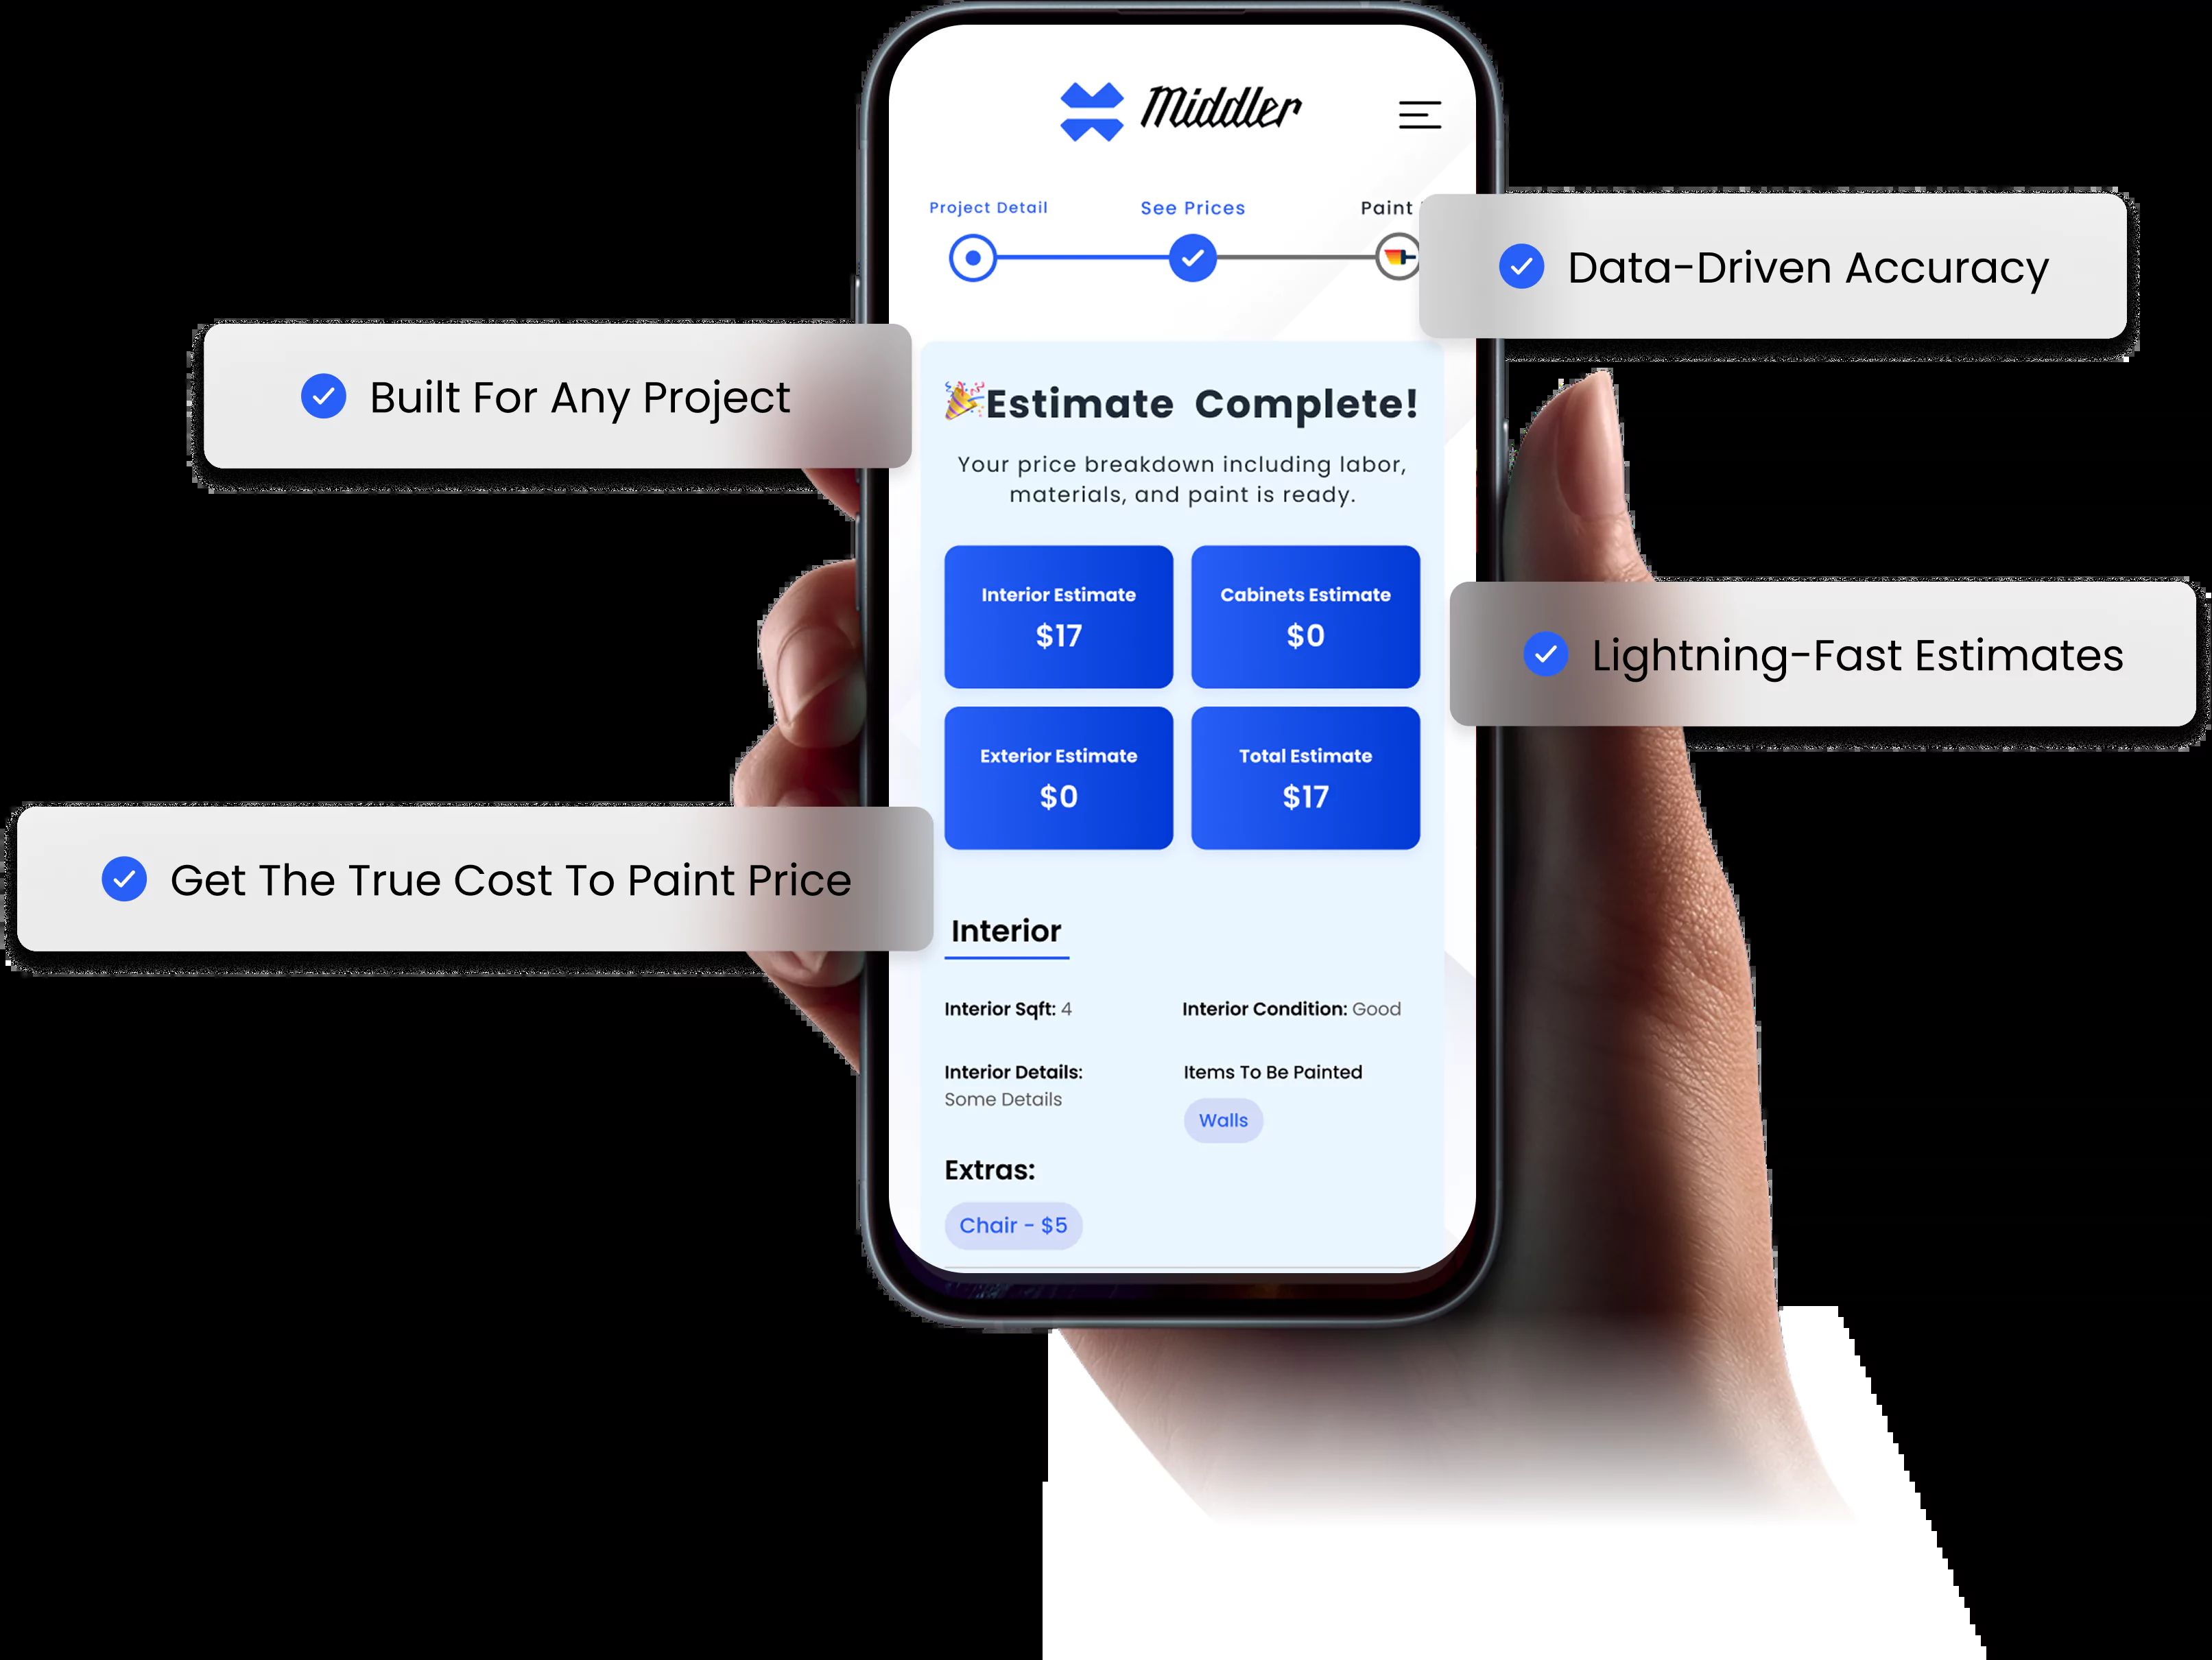 Middler
Project Detail
See Prices
Paint
Data-Driven Accuracy
Built For Any Project
Estimate Complete!
Your price breakdown including labor,
materials, and paint is ready.
Interior Estimate
$17
Cabinets Estimate
$0
Lightning-Fast Estimates
Exterior Estimate
$0
Total Estimate
$17
Get The True Cost To Paint Price
Interior
Interior Sqft: 4
Interior Condition: Good
Interior Details:
Some Details
Items To Be Painted
Walls
Extras:
Chair - $5